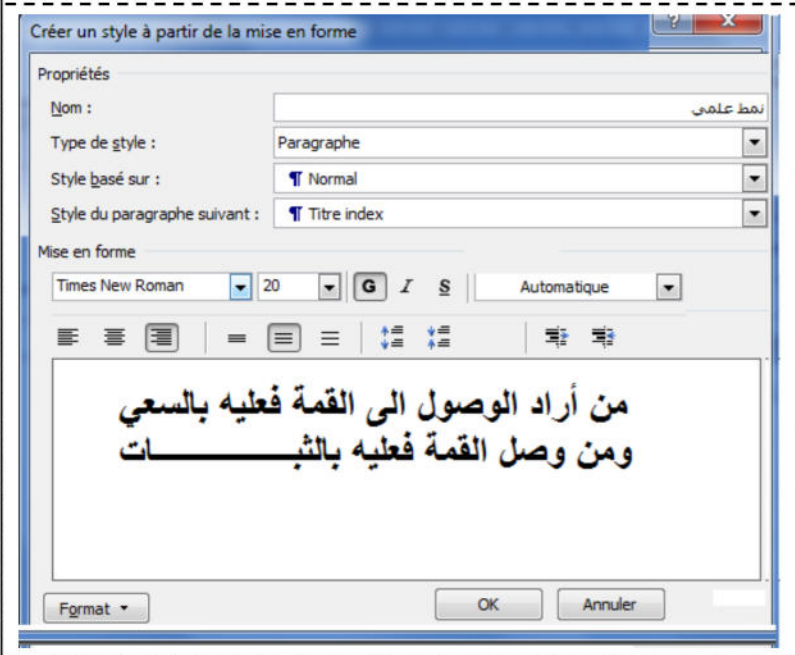 Créer un style à partir de la mise en forme
? X
Propriétés
Nom : نمط علمي
Type de style : Paragraphe
Style basé sur : ¶ Normal
Style du paragraphe suivant : ¶ Titre index
Mise en forme
Times New Roman 20 G I S Automatique
من أراد الوصول الى القمة فعليه بالسعي
ومن وصل القمة فعليه بالثبـــــــــــات
Format OK Annuler